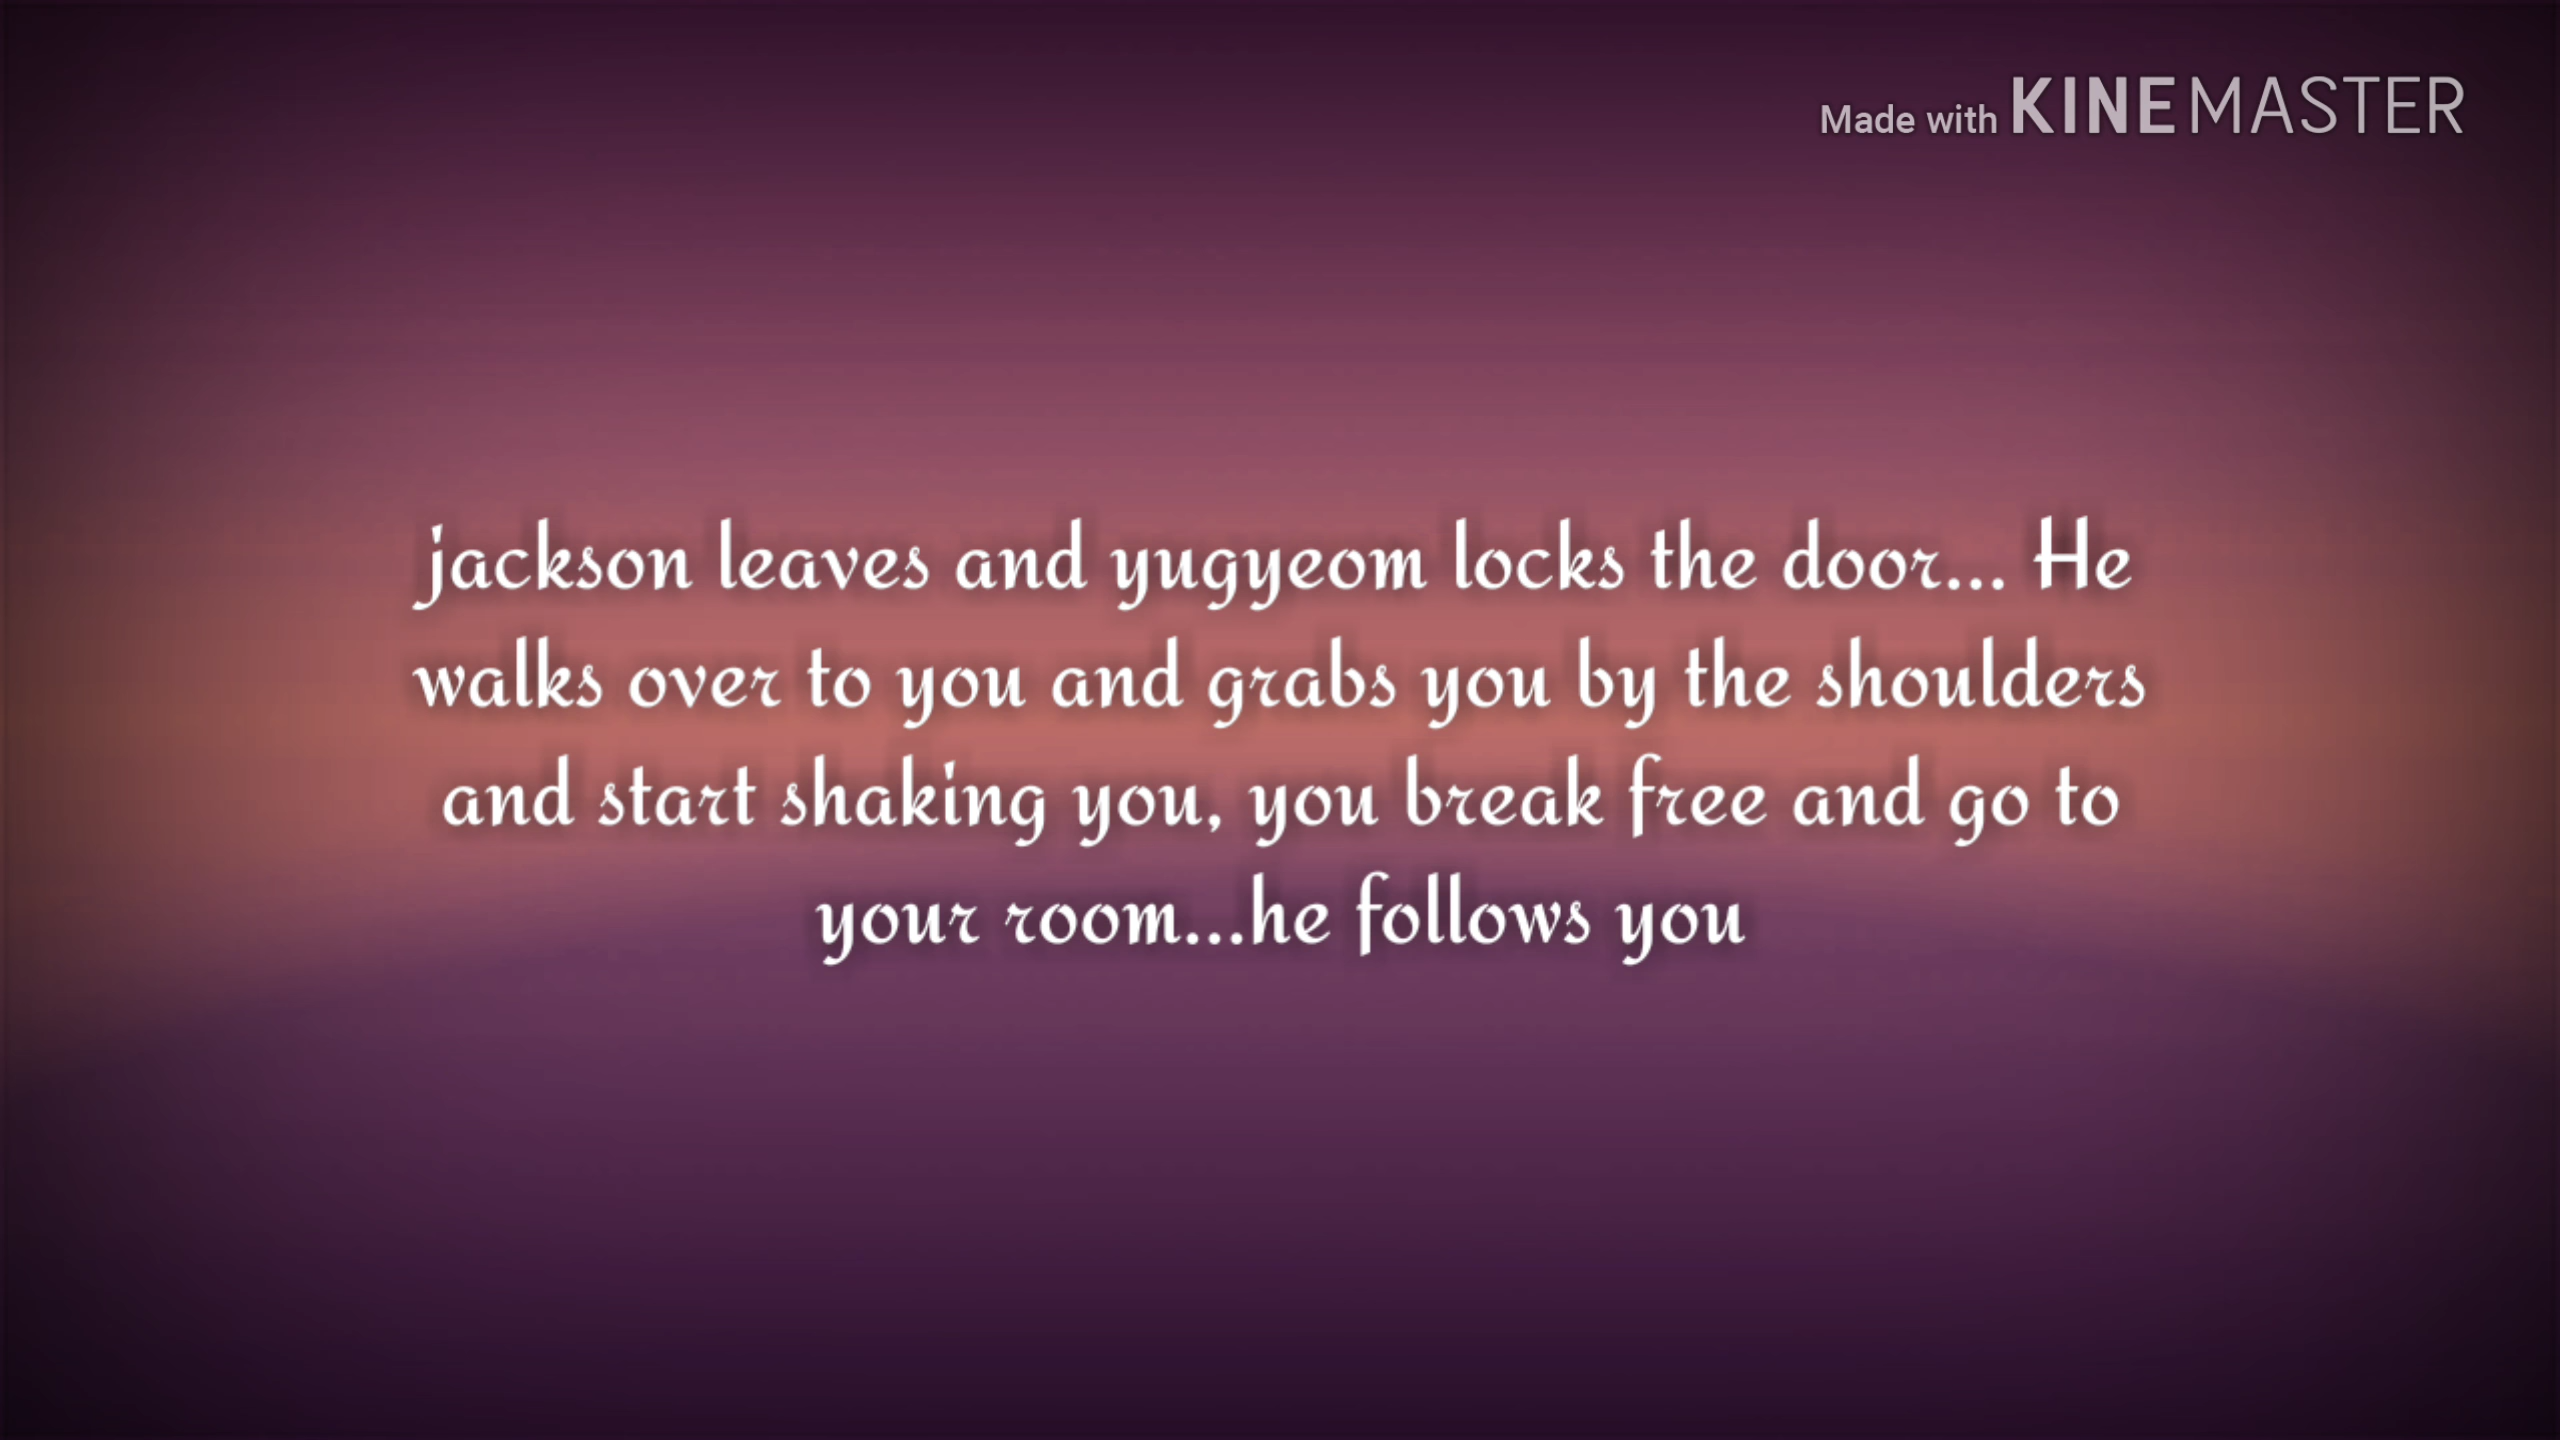 Made with KINEMASTER
jackson leaves and yugyeom locks the door... He
walks over to you and grabs you by the shoulders
and start shaking you, you break free and go to
your room...he follows you